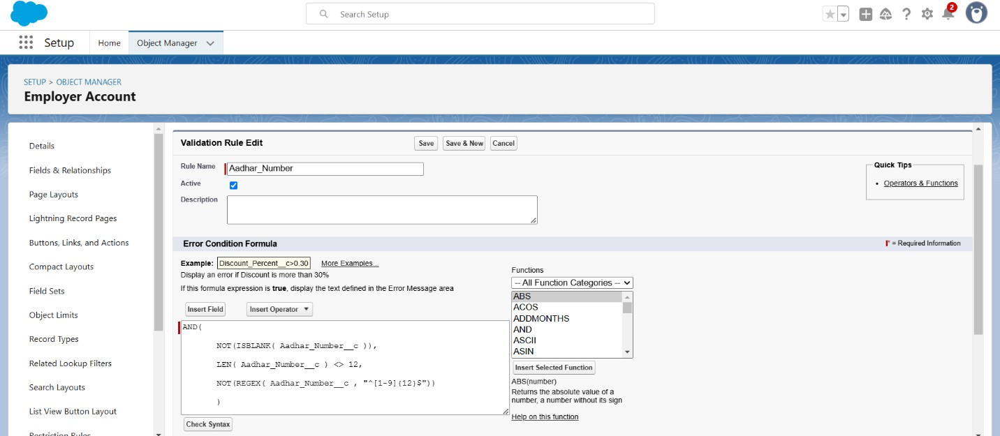 Search Setup
2
Setup
Home
Object Manager
SETUP > OBJECT MANAGER
Employer Account
Details
Fields & Relationships
Page Layouts
Lightning Record Pages
Buttons, Links, and Actions
Compact Layouts
Field Sets
Object Limits
Record Types
Related Lookup Filters
Search Layouts
List View Button Layout
Restriction Rules
Validation Rule Edit
Save
Save & New
Cancel
Rule Name
Aadhar_Number
Active
Description
Quick Tips
• Operators & Functions
Error Condition Formula
= Required Information
Example: Discount_Percent__c>0.30 More Examples...
Display an error if Discount is more than 30%
If this formula expression is true, display the text defined in the Error Message area
Insert Field
Insert Operator
AND(
NOT(ISBLANK( Aadhar_Number__c )),
LEN( Aadhar_Number__c ) <> 12,
NOT(REGEX( Aadhar_Number__c , "^[1-9]{12}$"))
)
Check Syntax
Functions
-- All Function Categories --
ABS
ACOS
ADDMONTHS
AND
ASCII
ASIN
Insert Selected Function
ABS(number)
Returns the absolute value of a
number, a number without its sign
Help on this function